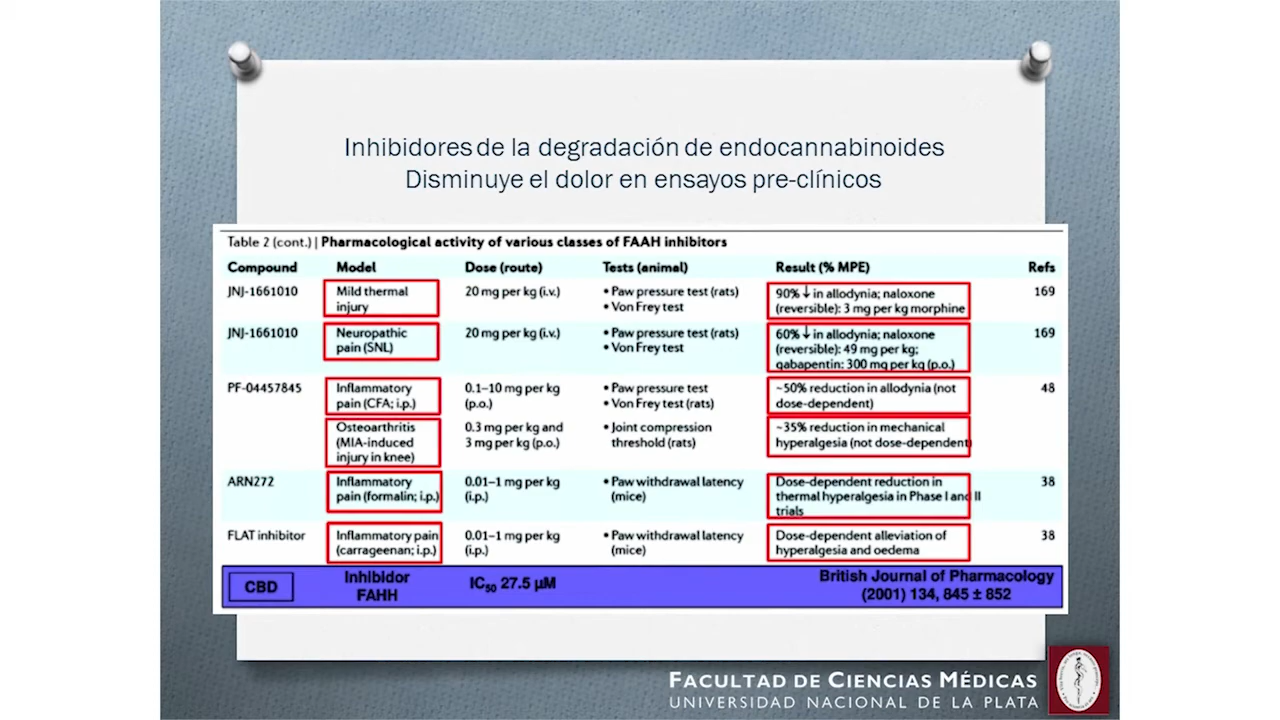 Inhibidores de la degradación de endocannabinoides
Disminuye el dolor en ensayos pre-clínicos
Table 2 (cont.) | Pharmacological activity of various classes of FAAH inhibitors
Compound Model Dose (route) Tests (animal) Result (% MPE) Refs
JNJ-1661010 Mild thermal 20 mg per kg (i.v.) • Paw pressure test (rats) 90% ↓ in allodynia; naloxone 169
injury • Von Frey test (reversible): 3 mg per kg morphine
JNJ-1661010 Neuropathic 20 mg per kg (i.v.) • Paw pressure test (rats) 60% ↓ in allodynia; naloxone 169
pain (SNL) • Von Frey test (reversible): 49 mg per kg;
gabapentin: 300 mg per kg (p.o.)
PF-04457845 Inflammatory 0.1–10 mg per kg • Paw pressure test ~50% reduction in allodynia (not 48
pain (CFA; i.p.) (p.o.) • Von Frey test (rats) dose-dependent)
Osteoarthritis 0.3 mg per kg and • Joint compression ~35% reduction in mechanical
(MIA-induced 3 mg per kg (p.o.) threshold (rats) hyperalgesia (not dose-dependent)
injury in knee)
ARN272 Inflammatory 0.01–1 mg per kg • Paw withdrawal latency Dose-dependent reduction in 38
pain (formalin; i.p.) (i.p.) (mice) thermal hyperalgesia in Phase I and II
trials
FLAT inhibitor Inflammatory pain 0.01–1 mg per kg • Paw withdrawal latency Dose-dependent alleviation of 38
(carrageenan; i.p.) (i.p.) (mice) hyperalgesia and oedema
CBD Inhibidor IC50 27.5 µM British Journal of Pharmacology
FAHH (2001) 134, 845 ± 852
FACULTAD DE CIENCIAS MÉDICAS
UNIVERSIDAD NACIONAL DE LA PLATA